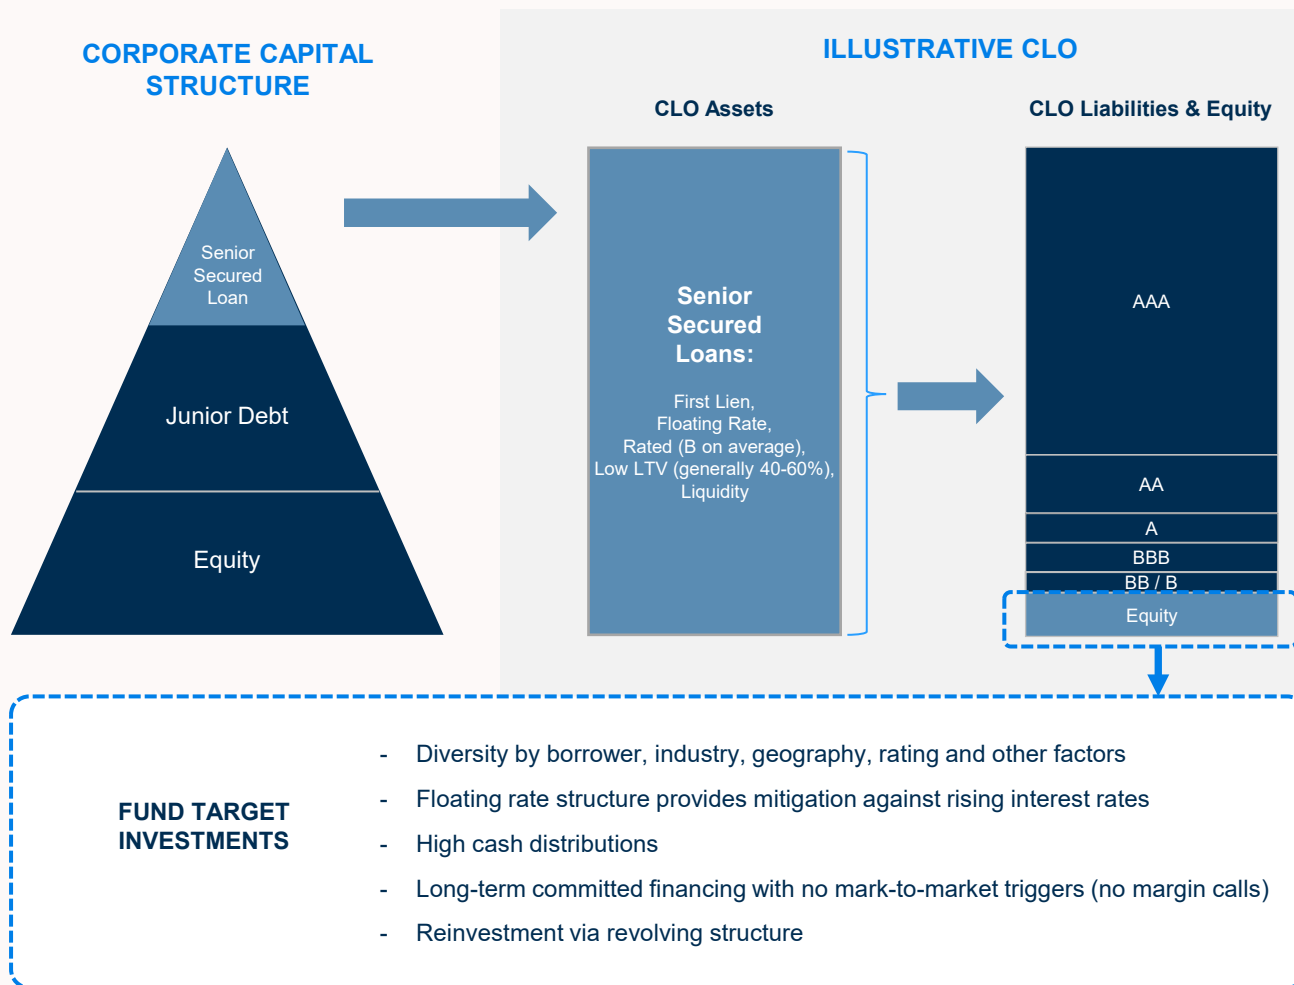 CORPORATE CAPITAL
STRUCTURE
Senior
Secured
Loan
Junior Debt
Equity
ILLUSTRATIVE CLO
CLO Assets
Senior
Secured
Loans:
First Lien,
Floating Rate,
Rated (B on average),
Low LTV (generally 40-60%),
Liquidity
CLO Liabilities & Equity
AAA
AA
A
BBB
BB / B
Equity
FUND TARGET
INVESTMENTS
- Diversity by borrower, industry, geography, rating and other factors
- Floating rate structure provides mitigation against rising interest rates
- High cash distributions
- Long-term committed financing with no mark-to-market triggers (no margin calls)
- Reinvestment via revolving structure